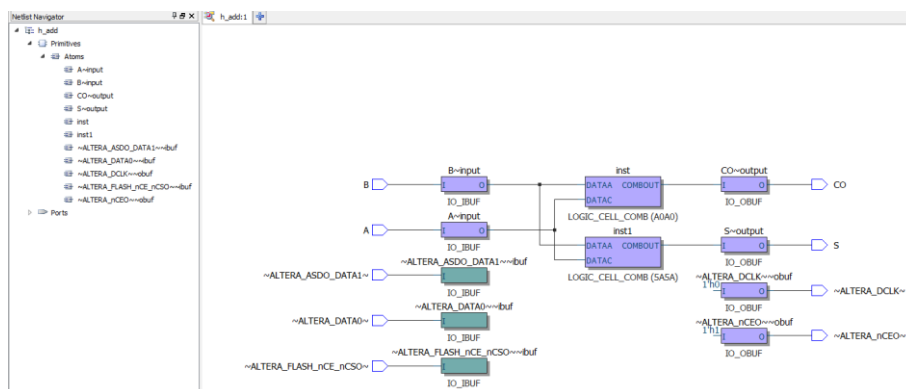 Netlist Navigator
h_add:1
h_add
Primitives
Atoms
A~input
B~input
CO~output
S~output
inst
inst1
~ALTERA_ASDO_DATA1~~ibuf
~ALTERA_DATA0~~ibuf
~ALTERA_DCLK~~obuf
~ALTERA_FLASH_nCE_nCSO~~ibuf
~ALTERA_nCEO~~obuf
Ports
B~input inst CO~output
B I O DATAA COMBOUT I O CO
IO_IBUF DATAC IO_OBUF
A~input LOGIC_CELL_COMB (A0A0)
A I O inst1 S~output
IO_IBUF DATAA COMBOUT I O S
~ALTERA_ASDO_DATA1~~ibuf DATAC IO_OBUF
~ALTERA_ASDO_DATA1~ I LOGIC_CELL_COMB (5A5A) ~ALTERA_DCLK~~obuf
IO_IBUF 1'h0 I O ~ALTERA_DCLK~
~ALTERA_DATA0~~ibuf IO_OBUF
~ALTERA_DATA0~ I ~ALTERA_nCEO~~obuf
IO_IBUF 1'h1 I O ~ALTERA_nCEO~
~ALTERA_FLASH_nCE_nCSO~~ibuf IO_OBUF
~ALTERA_FLASH_nCE_nCSO~ I
IO_IBUF